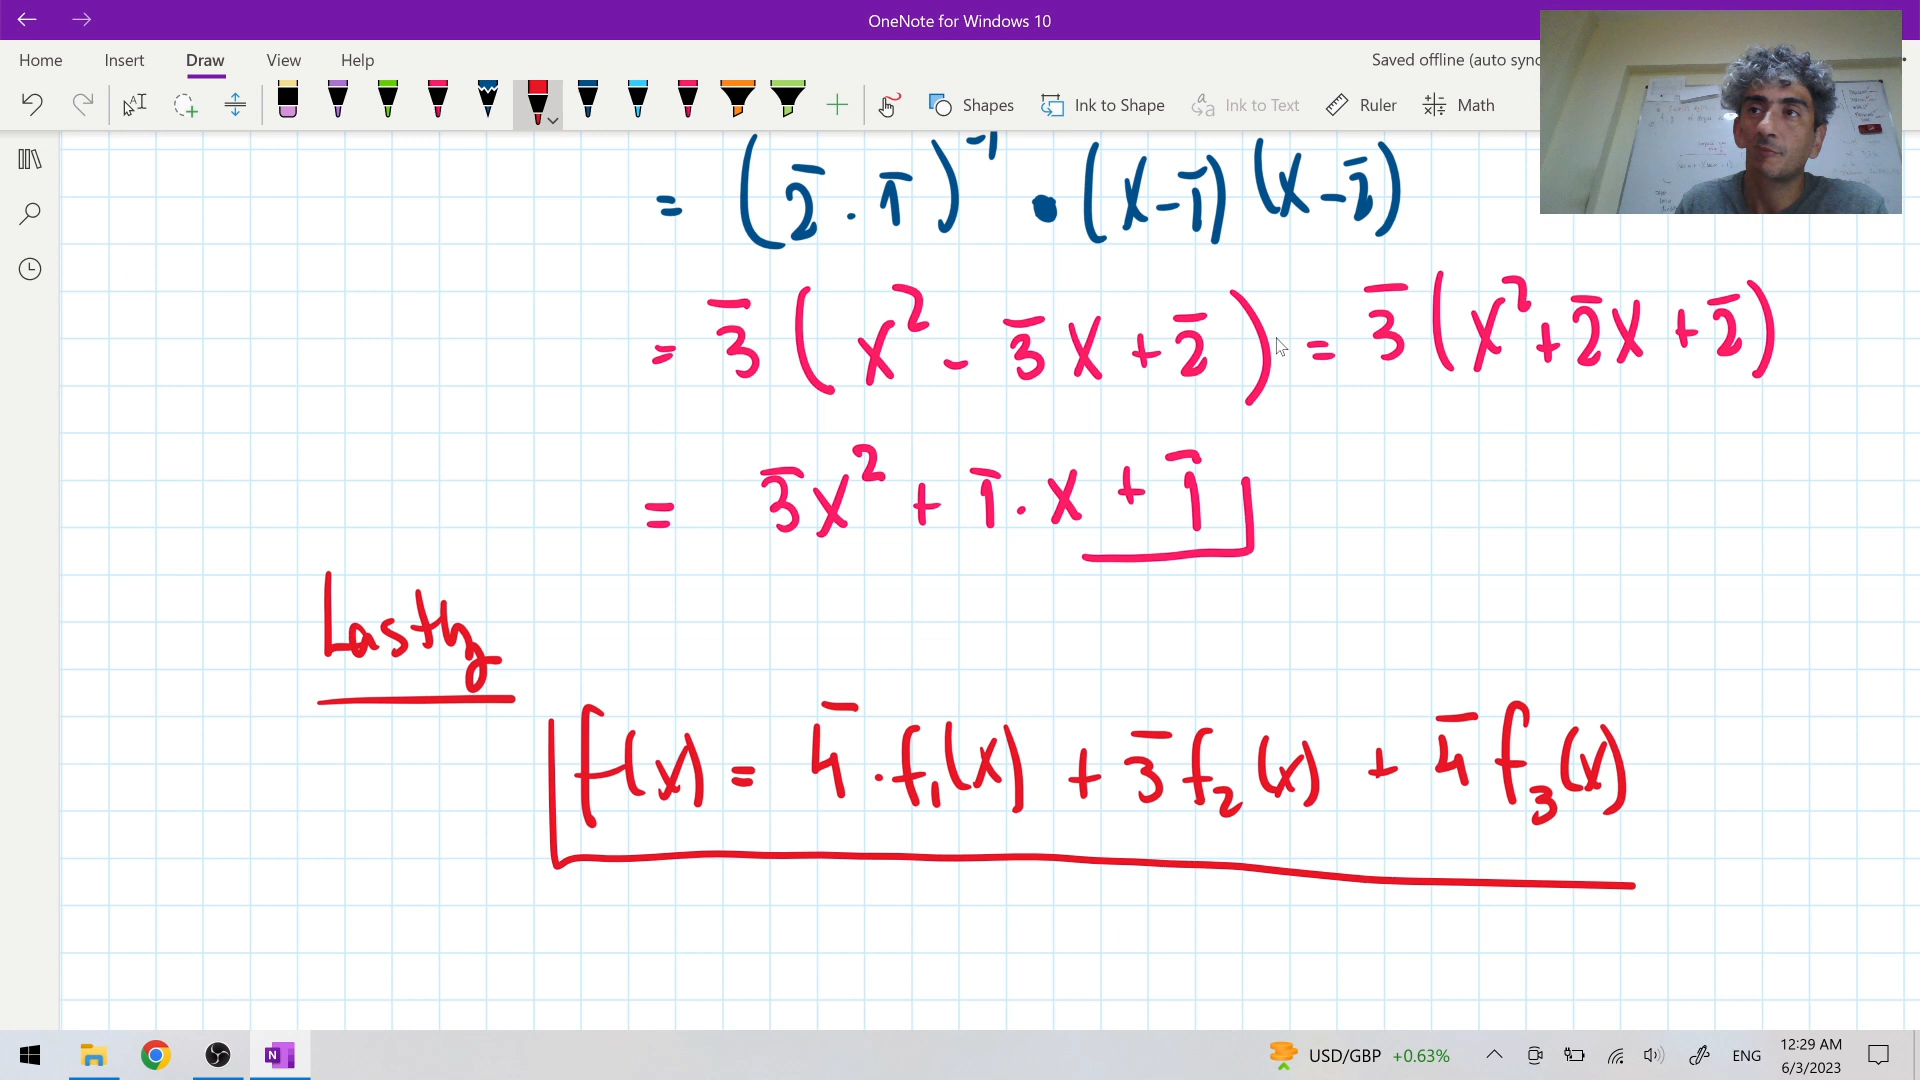 OneNote for Windows 10
Home Insert Draw View Help Saved offline (auto sync
Shapes Ink to Shape Ink to Text Ruler Math
= (2̄ . 1̄)⁻¹ • (x-1̄)(x-2̄)
= 3̄ (x² - 3̄x + 2̄) = 3̄ (x² + 2̄x + 2̄)
= 3̄x² + 1̄ . x + 1̄
Lastly
f(x) = 4̄ . f₁(x) + 3̄ f₂(x) + 4̄ f₃(x)
USD/GBP +0.63% ENG 12:29 AM
6/3/2023